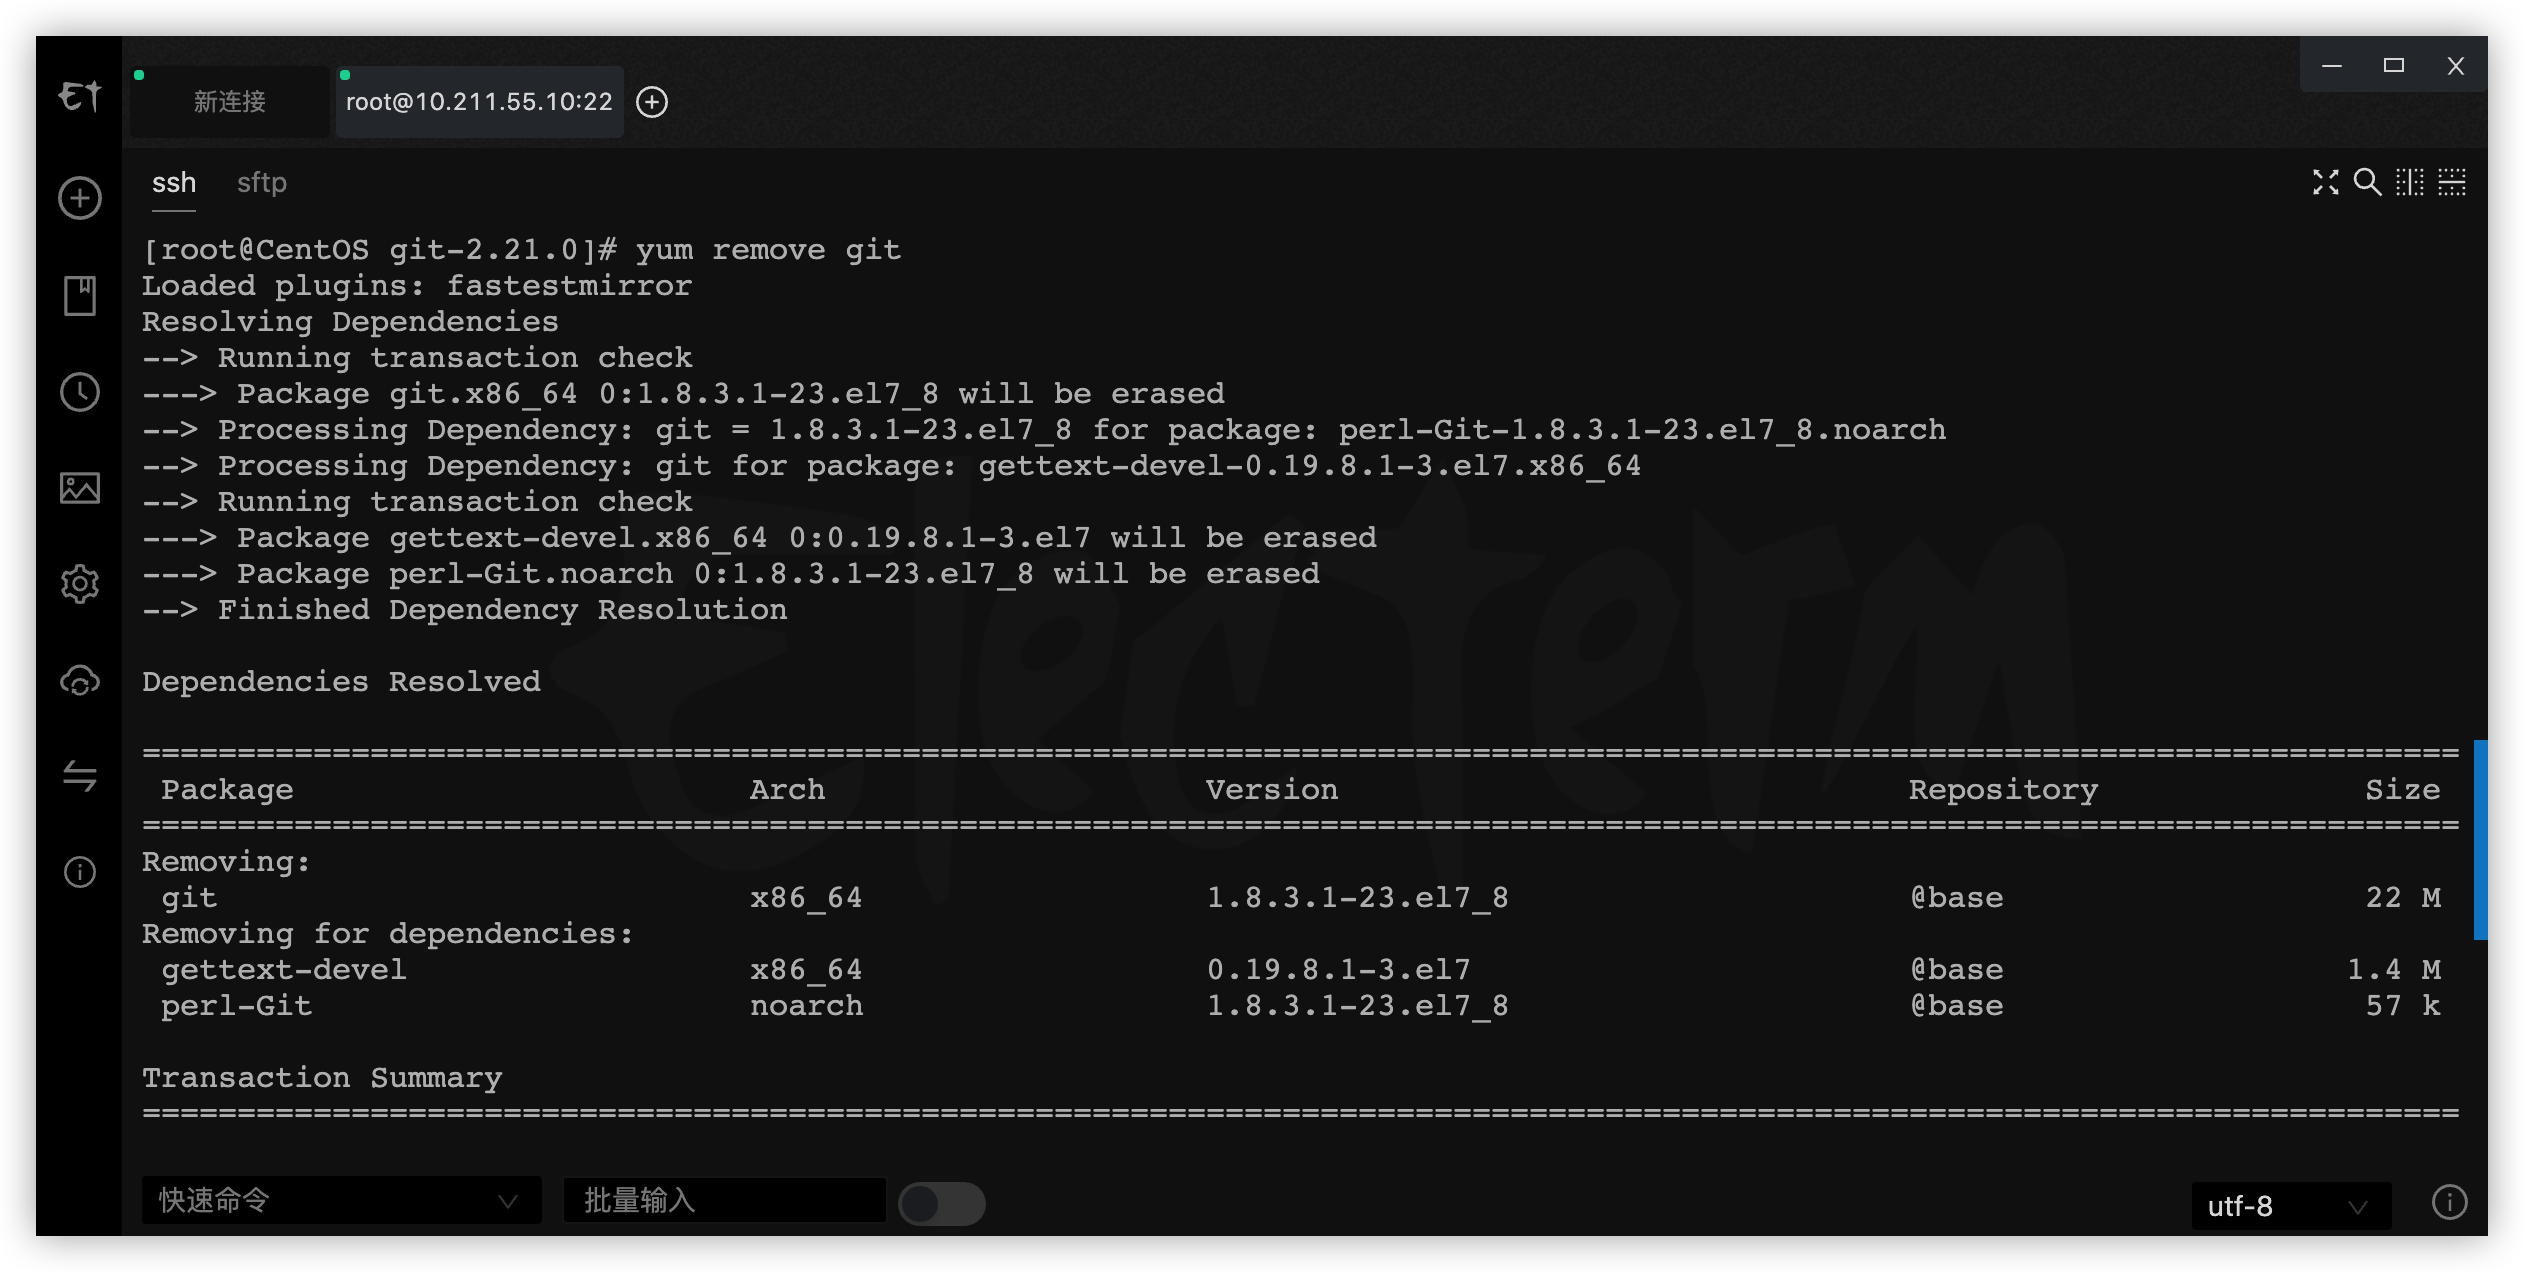 新连接
root@10.211.55.10:22
ssh sftp
[root@CentOS git-2.21.0]# yum remove git
Loaded plugins: fastestmirror
Resolving Dependencies
--> Running transaction check
---> Package git.x86_64 0:1.8.3.1-23.el7_8 will be erased
--> Processing Dependency: git = 1.8.3.1-23.el7_8 for package: perl-Git-1.8.3.1-23.el7_8.noarch
--> Processing Dependency: git for package: gettext-devel-0.19.8.1-3.el7.x86_64
--> Running transaction check
---> Package gettext-devel.x86_64 0:0.19.8.1-3.el7 will be erased
---> Package perl-Git.noarch 0:1.8.3.1-23.el7_8 will be erased
--> Finished Dependency Resolution
Dependencies Resolved
Package Arch Version Repository Size
Removing:
git x86_64 1.8.3.1-23.el7_8 @base 22 M
Removing for dependencies:
gettext-devel x86_64 0.19.8.1-3.el7 @base 1.4 M
perl-Git noarch 1.8.3.1-23.el7_8 @base 57 k
Transaction Summary
快速命令 批量输入 utf-8
electerm